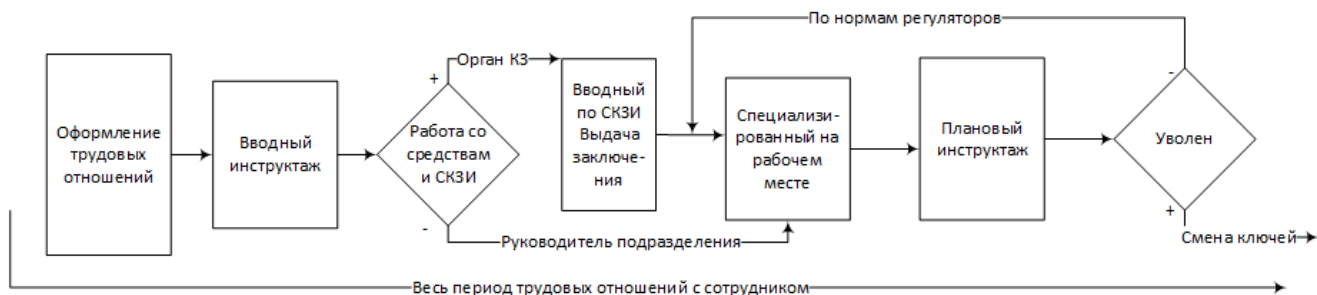 По нормам регуляторов
Оформление
трудовых
отношений
Вводный
инструктаж
+
Орган КЗ
Работа со
средствам
и СКЗИ
-
Вводный
по СКЗИ
Выдача
заключе-
ния
Руководитель подразделения
Специализи-
рованный на
рабочем
месте
Плановый
инструктаж
-
Уволен
+
Смена ключей
Весь период трудовых отношений с сотрудником